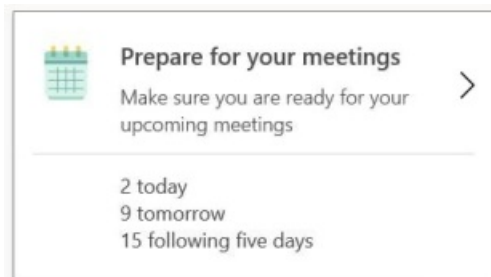 Prepare for your meetings
Make sure you are ready for your
upcoming meetings
2 today
9 tomorrow
15 following five days